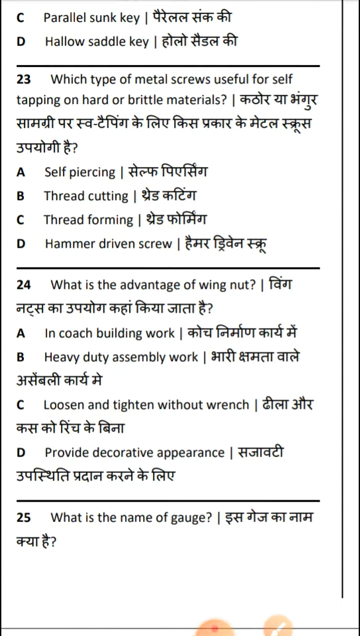 C Parallel sunk key | पैरेलल संक की
D Hallow saddle key | होलो सैडल की
23 Which type of metal screws useful for self
tapping on hard or brittle materials? | कठोर या भंगुर
सामग्री पर स्व-टैपिंग के लिए किस प्रकार के मेटल स्क्रूस
उपयोगी है?
A Self piercing | सेल्फ पिएर्सिंग
B Thread cutting | थ्रेड कटिंग
C Thread forming | थ्रेड फोर्मिंग
D Hammer driven screw | हैमर ड्रिवेन स्क्रू
24 What is the advantage of wing nut? | विंग
नट्स का उपयोग कहां किया जाता है?
A In coach building work | कोच निर्माण कार्य में
B Heavy duty assembly work | भारी क्षमता वाले
असेंबली कार्य मे
C Loosen and tighten without wrench | ढीला और
कस को रिंच के बिना
D Provide decorative appearance | सजावटी
उपस्थिति प्रदान करने के लिए
25 What is the name of gauge? | इस गेज का नाम
क्या है?